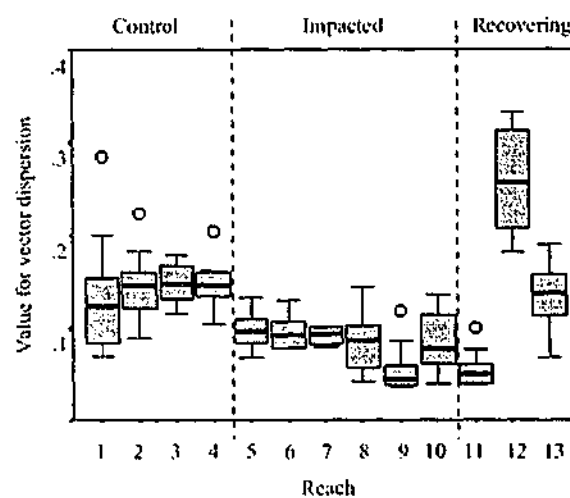 Control Impacted Recovering
.4
.3
.2
.1
Value for vector dispersion
1 2 3 4 5 6 7 8 9 10 11 12 13
Reach